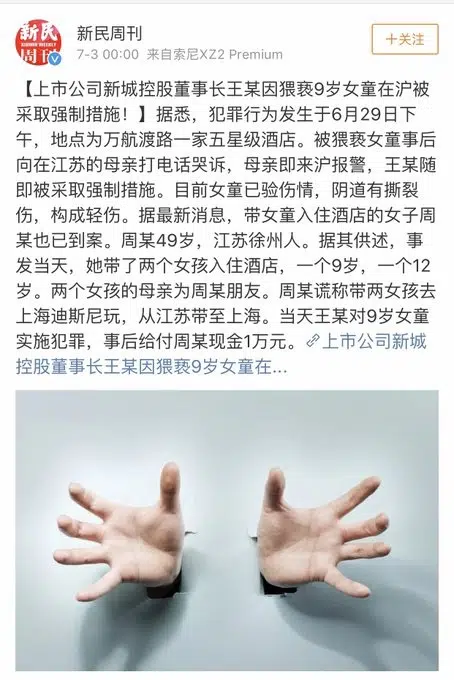 新民
周刊
新民周刊
7-3 00:00 来自索尼XZ2 Premium
+关注
【上市公司新城控股董事长王某因猥亵9岁女童在沪被
采取强制措施！】据悉，犯罪行为发生于6月29日下
午，地点为万航渡路一家五星级酒店。被猥亵女童事后
向在江苏的母亲打电话哭诉，母亲即来沪报警，王某随
即被采取强制措施。目前女童已验伤情，阴道有撕裂
伤，构成轻伤。据最新消息，带女童入住酒店的女子周
某也已到案。周某49岁，江苏徐州人。据其供述，事
发当天，她带了两个女孩入住酒店，一个9岁，一个12
岁。两个女孩的母亲为周某朋友。周某谎称带两女孩去
上海迪斯尼玩，从江苏带至上海。当天王某对9岁女童
实施犯罪，事后给付周某现金1万元。上市公司新城
控股董事长王某因猥亵9岁女童在...